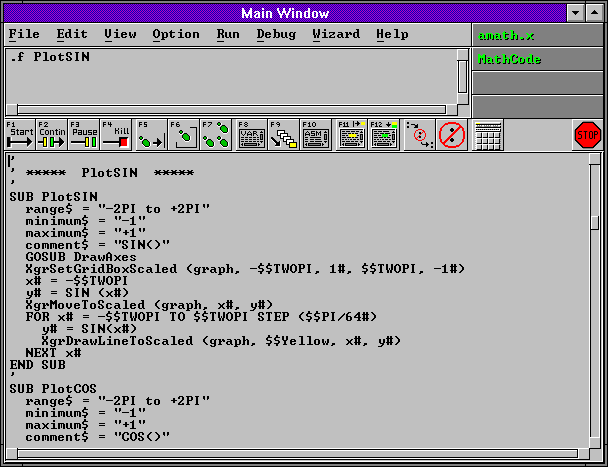 Main Window
File Edit View Option Run Debug Wizard Help
amath.x
MathCode
.f PlotSIN
F1 Start F2 Contin F3 Pause F4 Kill F5 F6 F7 F8 VAR F9 F10 ASM F11 F12 STOP
'
' ***** PlotSIN *****
'
SUB PlotSIN
range$ = "-2PI to +2PI"
minimum$ = "-1"
maximum$ = "+1"
comment$ = "SIN()"
GOSUB DrawAxes
XgrSetGridBoxScaled (graph, -$$TWOPI, 1#, $$TWOPI, -1#)
x# = -$$TWOPI
y# = SIN (x#)
XgrMoveToScaled (graph, x#, y#)
FOR x# = -$$TWOPI TO $$TWOPI STEP ($$PI/64#)
y# = SIN(x#)
XgrDrawLineToScaled (graph, $$Yellow, x#, y#)
NEXT x#
END SUB
'
SUB PlotCOS
range$ = "-2PI to +2PI"
minimum$ = "-1"
maximum$ = "+1"
comment$ = "COS()"